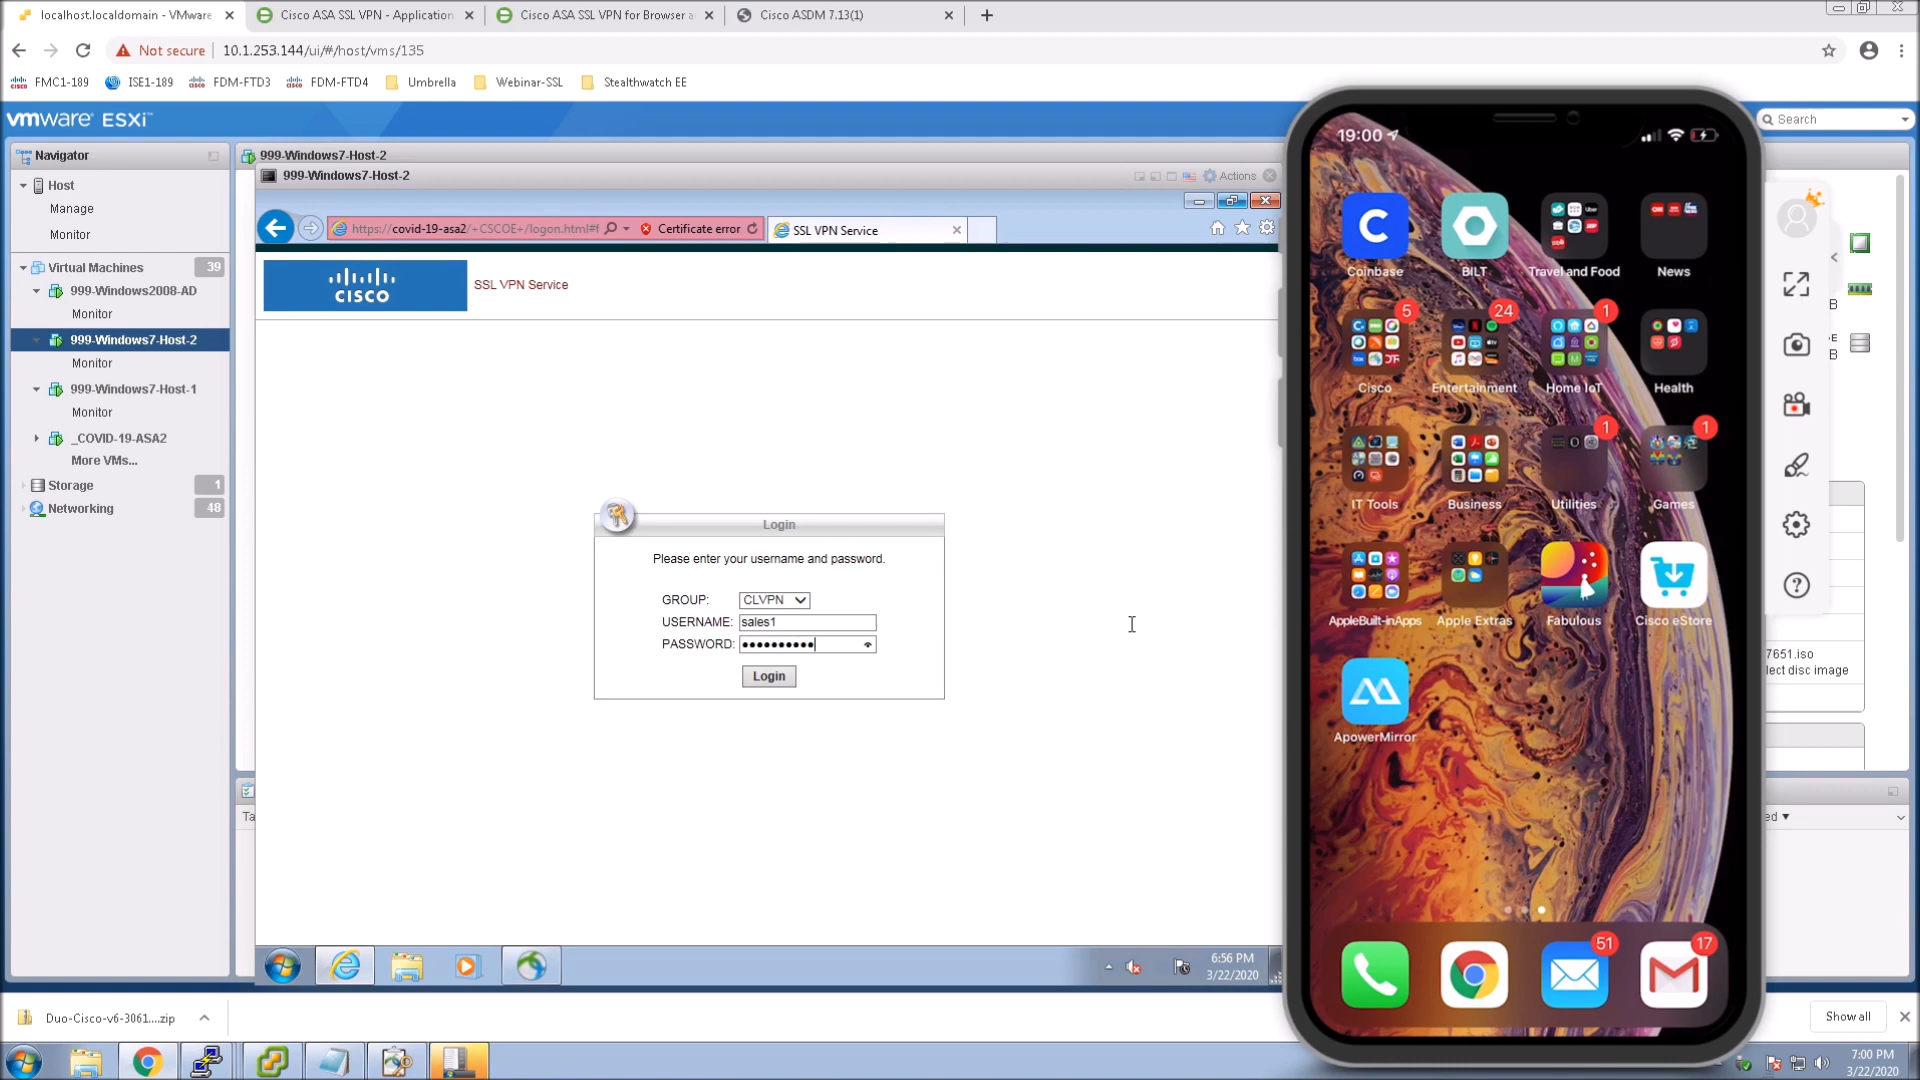 localhost.localdomain - VMware
Cisco ASA SSL VPN - Application
Cisco ASA SSL VPN for Browser a
Cisco ASDM 7.13(1)
Not secure
10.1.253.144/ui/#/host/vms/135
FMC1-189
ISE1-189
FDM-FTD3
FDM-FTD4
Umbrella
Webinar-SSL
Stealthwatch EE
vmware ESXi
Search
Navigator
Host
Manage
Monitor
Virtual Machines 39
999-Windows2008-AD
Monitor
999-Windows7-Host-2
Monitor
999-Windows7-Host-1
Monitor
_COVID-19-ASA2
More VMs...
Storage 1
Networking 48
999-Windows7-Host-2
999-Windows7-Host-2
Actions
https://covid-19-asa2/+CSCOE+/logon.html#f
Certificate error
SSL VPN Service
CISCO
SSL VPN Service
Login
Please enter your username and password.
GROUP: CLVPN
USERNAME: sales1
PASSWORD: ••••••••••
Login
6:56 PM
3/22/2020
Ta
19:00
Coinbase
BILT
Travel and Food
News
5
24
1
Cisco
Entertainment
Home IoT
Health
1
1
IT Tools
Business
Utilities
Games
AppleBuilt-inApps
Apple Extras
Fabulous
Cisco eStore
ApowerMirror
51
17
B
E
B
7651.iso
lect disc image
ed
Duo-Cisco-v6-3061....zip
Show all
7:00 PM
3/22/2020